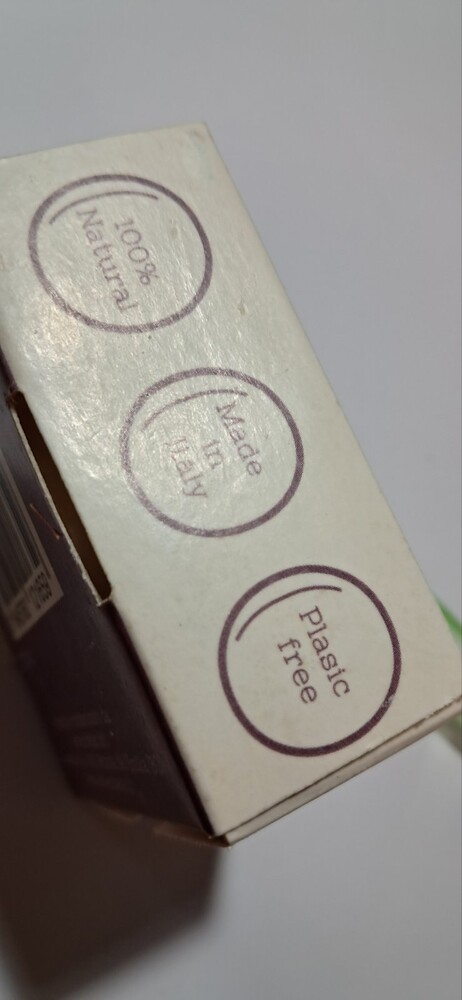 100%
Natural
Made
in
Italy
Plasic
free